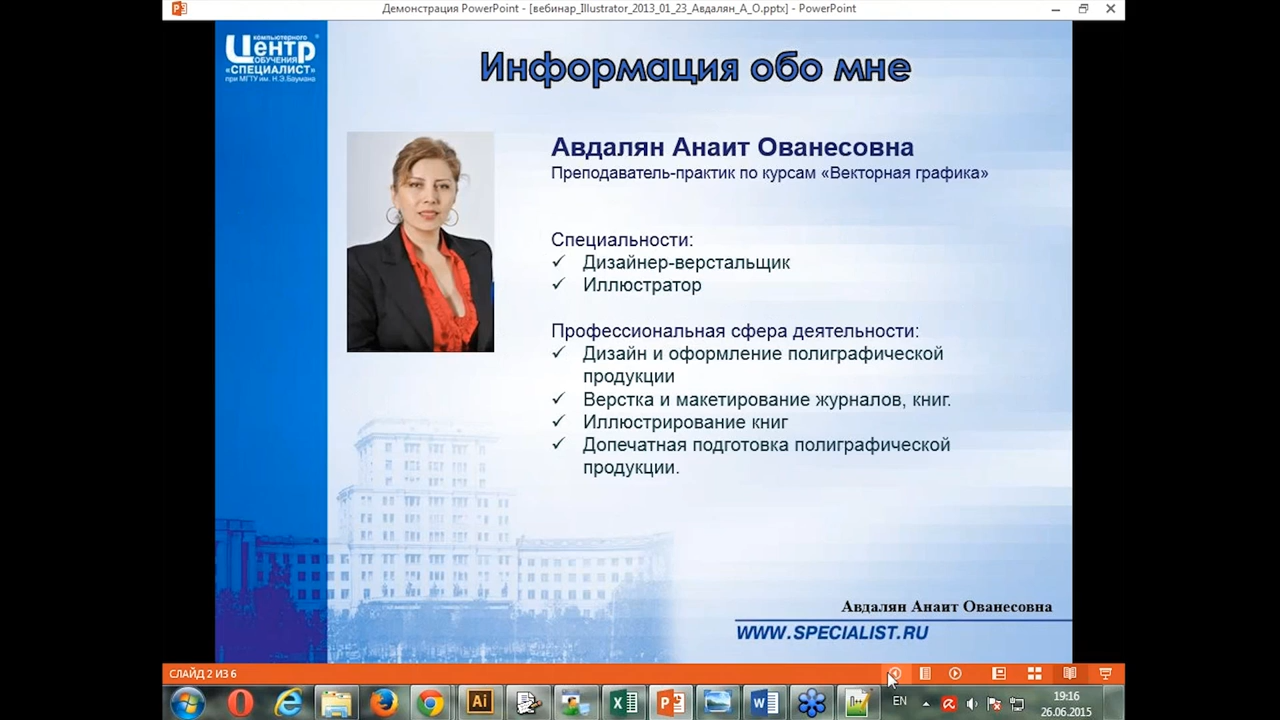 Демонстрация PowerPoint - [вебинар_Illustrator_2013_01_23_Авдалян_А_О.pptx] - PowerPoint
компьютерного
Центр
ОБУЧЕНИЯ
«СПЕЦИАЛИСТ»
при МГТУ им. Н.Э.Баумана
Информация обо мне
Авдалян Анаит Ованесовна
Преподаватель-практик по курсам «Векторная графика»
Специальности:
✓ Дизайнер-верстальщик
✓ Иллюстратор
Профессиональная сфера деятельности:
✓ Дизайн и оформление полиграфической
продукции
✓ Верстка и макетирование журналов, книг.
✓ Иллюстрирование книг
✓ Допечатная подготовка полиграфической
продукции.
Авдалян Анаит Ованесовна
WWW.SPECIALIST.RU
СЛАЙД 2 ИЗ 6
Ai
EN
19:16
26.06.2015